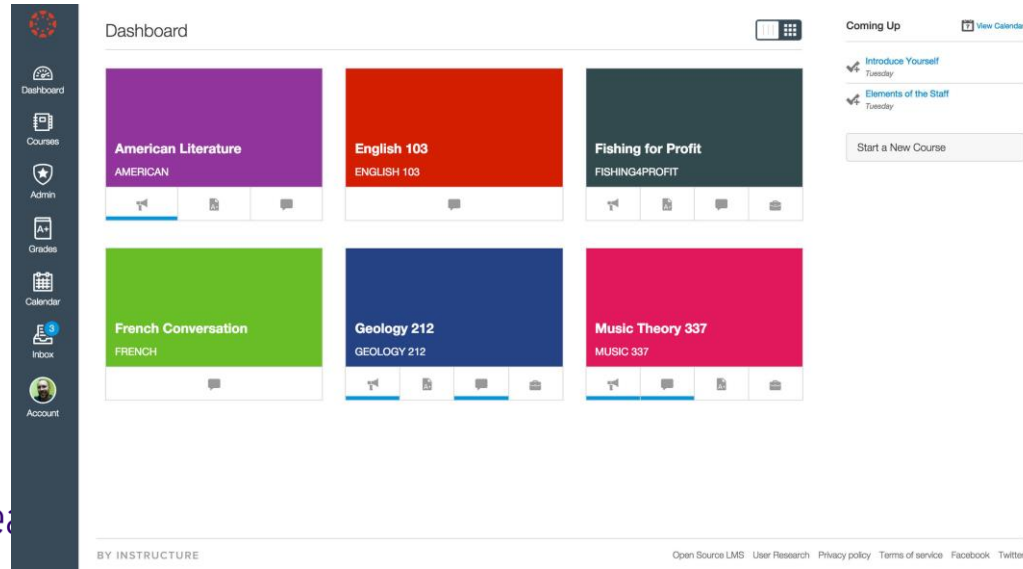 Dashboard
Courses
Admin
Grades
Calendar
3
Inbox
Account
Dashboard
American Literature
AMERICAN
English 103
ENGLISH 103
Fishing for Profit
FISHING4PROFIT
French Conversation
FRENCH
Geology 212
GEOLOGY 212
Music Theory 337
MUSIC 337
Coming Up
7 View Calendar
Introduce Yourself
Tuesday
Elements of the Staff
Tuesday
Start a New Course
BY INSTRUCTURE
Open Source LMS User Research Privacy policy Terms of service Facebook Twitter